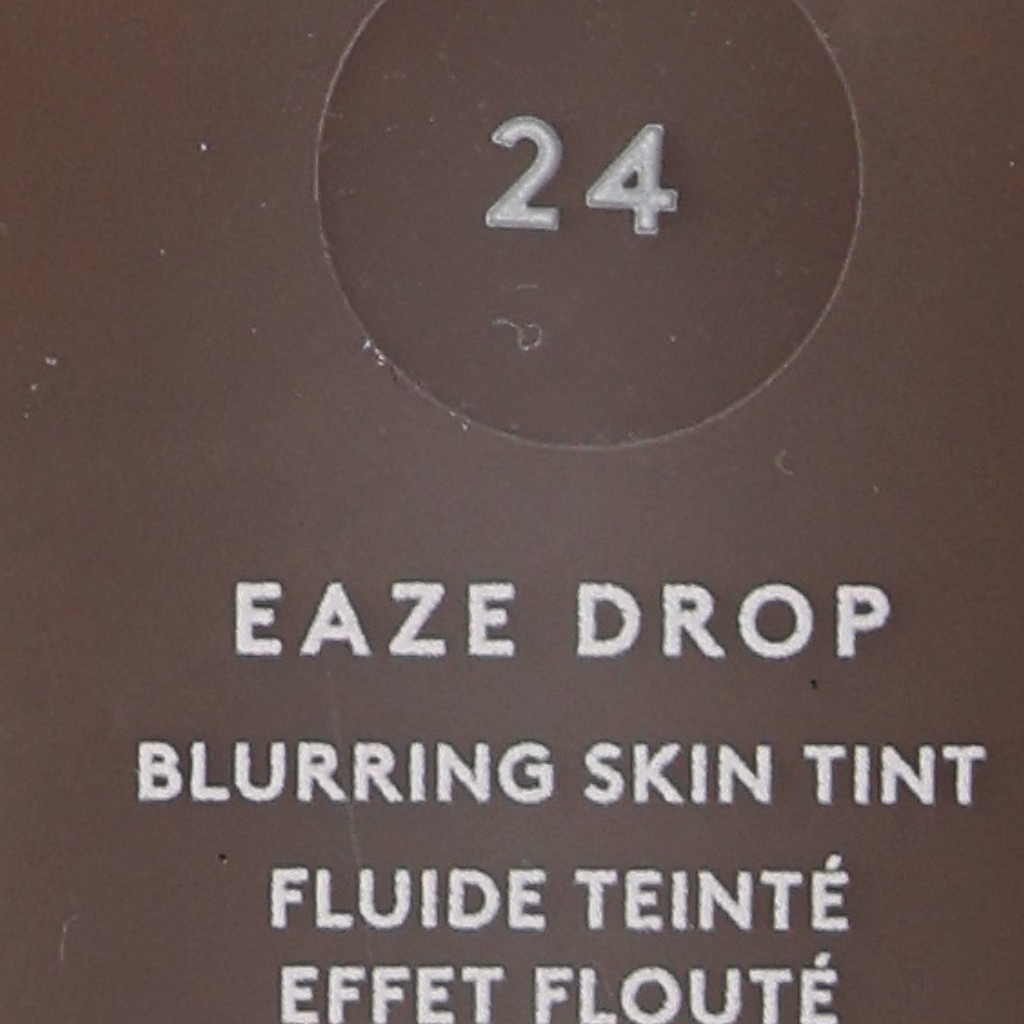 24
EAZE DROP
BLURRING SKIN TINT
FLUIDE TEINTÉ
EFFET FLOUTÉ